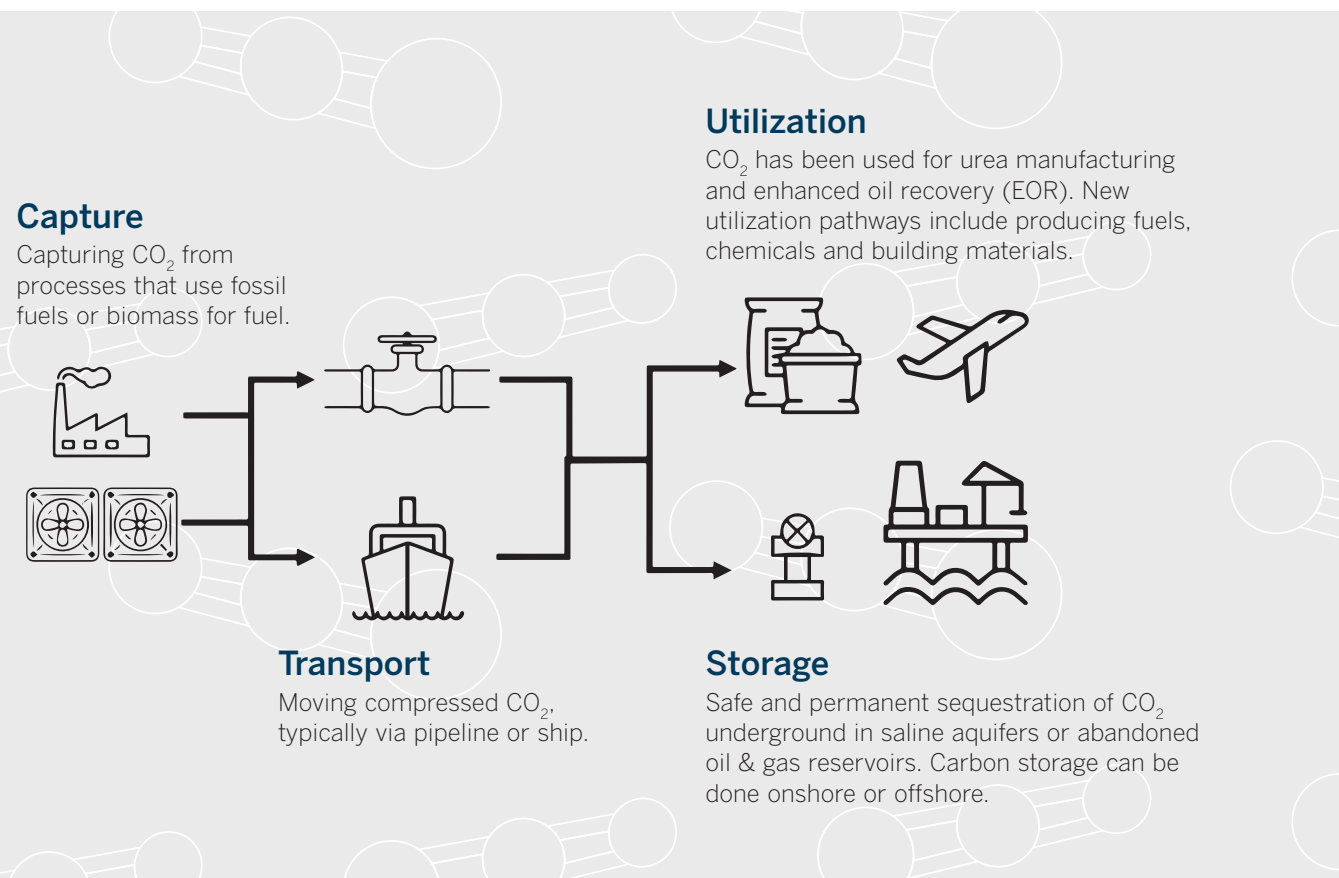 Capture
Capturing CO₂ from
processes that use fossil
fuels or biomass for fuel.
Transport
Moving compressed CO₂,
typically via pipeline or ship.
Utilization
CO₂ has been used for urea manufacturing
and enhanced oil recovery (EOR). New
utilization pathways include producing fuels,
chemicals and building materials.
Storage
Safe and permanent sequestration of CO₂
underground in saline aquifers or abandoned
oil & gas reservoirs. Carbon storage can be
done onshore or offshore.